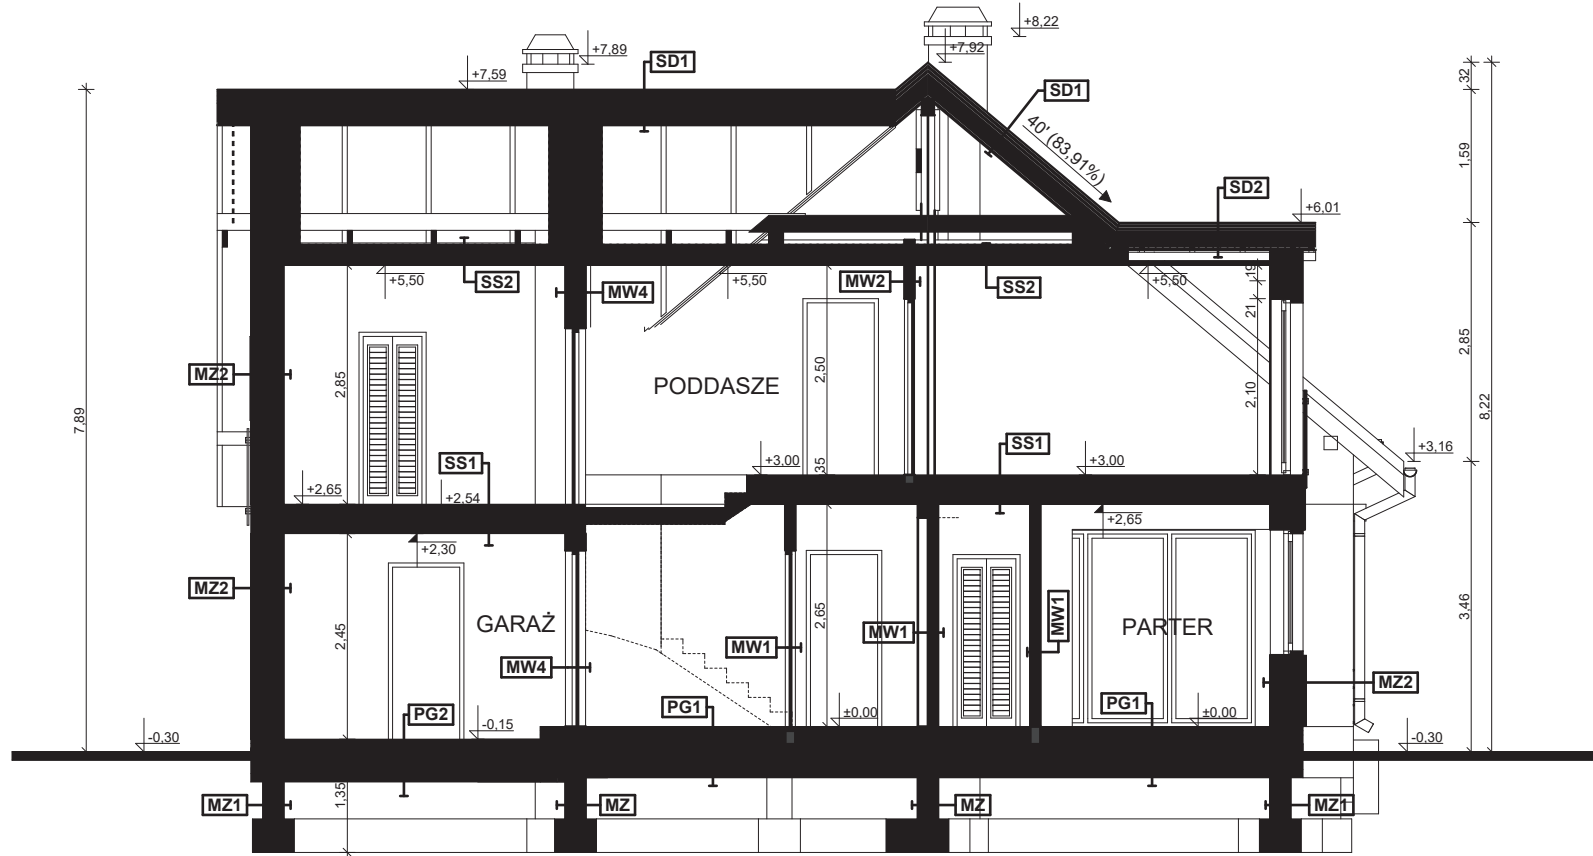 +8,22
+7,89
+7,92
SD1
+7,59
32
SD1
40' (83,91%)
1,59
SD2
+6,01
+5,50
SS2
MW4
+5,50
MW2
SS2
+5,50
19
21
MZ2
2,85
PODDASZE
2,50
2,10
2,85
7,89
8,22
SS1
SS1
+3,16
+2,65
+2,54
+3,00
35
+3,00
+2,30
+2,65
MZ2
2,45
GARAŻ
MW4
MW1
2,65
MW1
MW1
PARTER
3,46
MZ2
PG2
-0,15
PG1
±0,00
PG1
±0,00
-0,30
-0,30
MZ1
1,35
MZ
MZ
MZ1